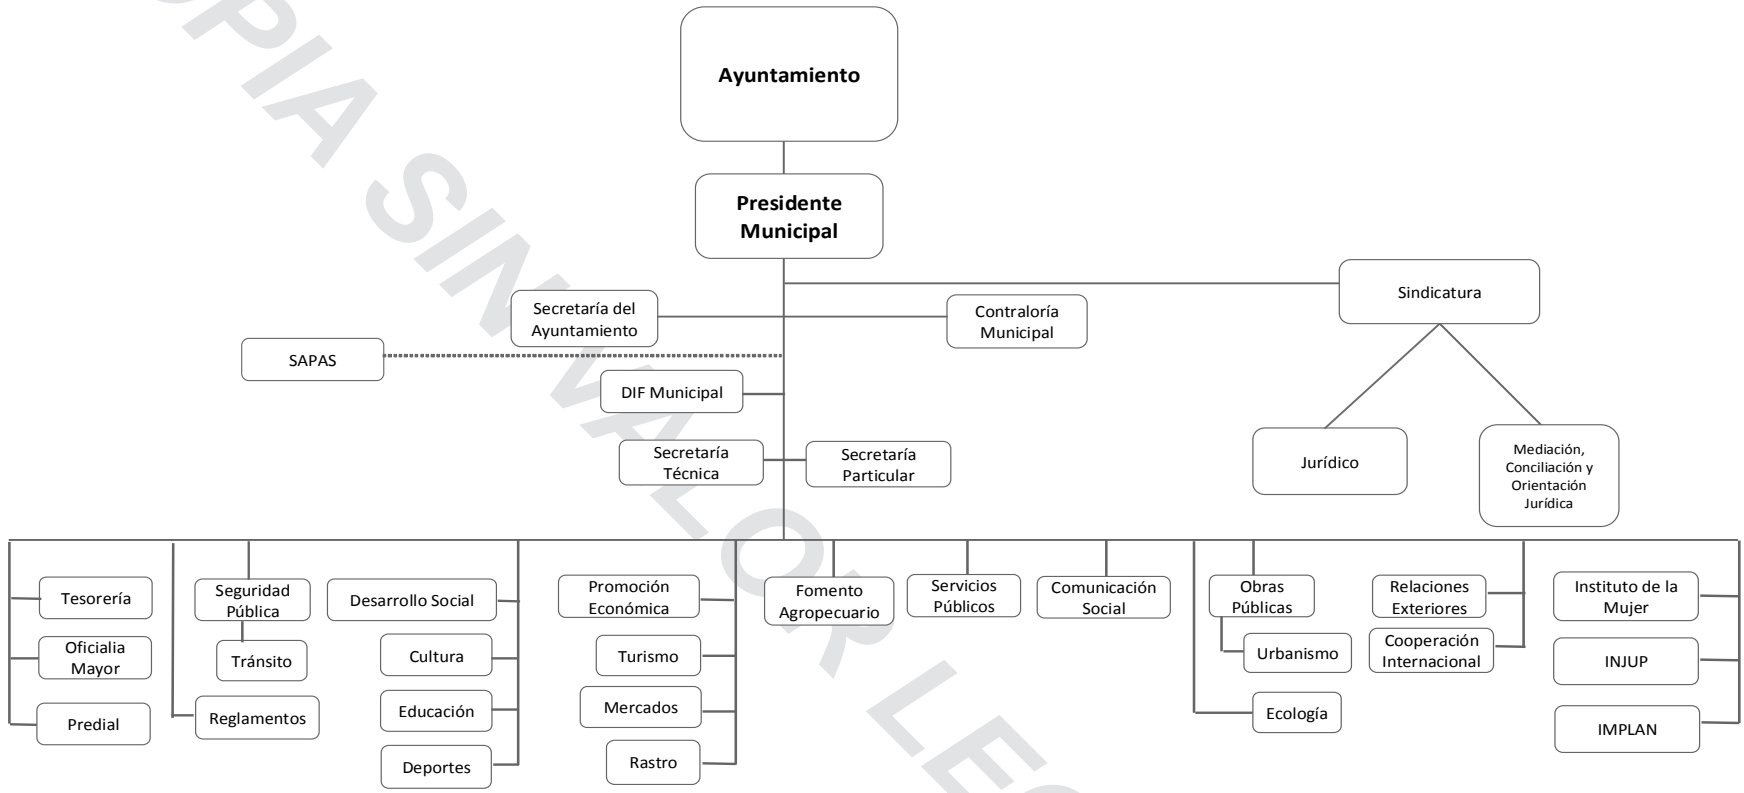 Ayuntamiento
Presidente
Municipal
Sindicatura
Secretaría del
Ayuntamiento
Contraloría
Municipal
SAPAS
DIF Municipal
Secretaría
Técnica
Secretaría
Particular
Jurídico
Mediación,
Conciliación y
Orientación
Jurídica
Tesorería
Oficialia
Mayor
Predial
Seguridad
Pública
Tránsito
Reglamentos
Desarrollo Social
Cultura
Educación
Deportes
Promoción
Económica
Turismo
Mercados
Rastro
Fomento
Agropecuario
Servicios
Públicos
Comunicación
Social
Obras
Públicas
Urbanismo
Ecología
Relaciones
Exteriores
Cooperación
Internacional
Instituto de la
Mujer
INJUP
IMPLAN
SIN VALOR